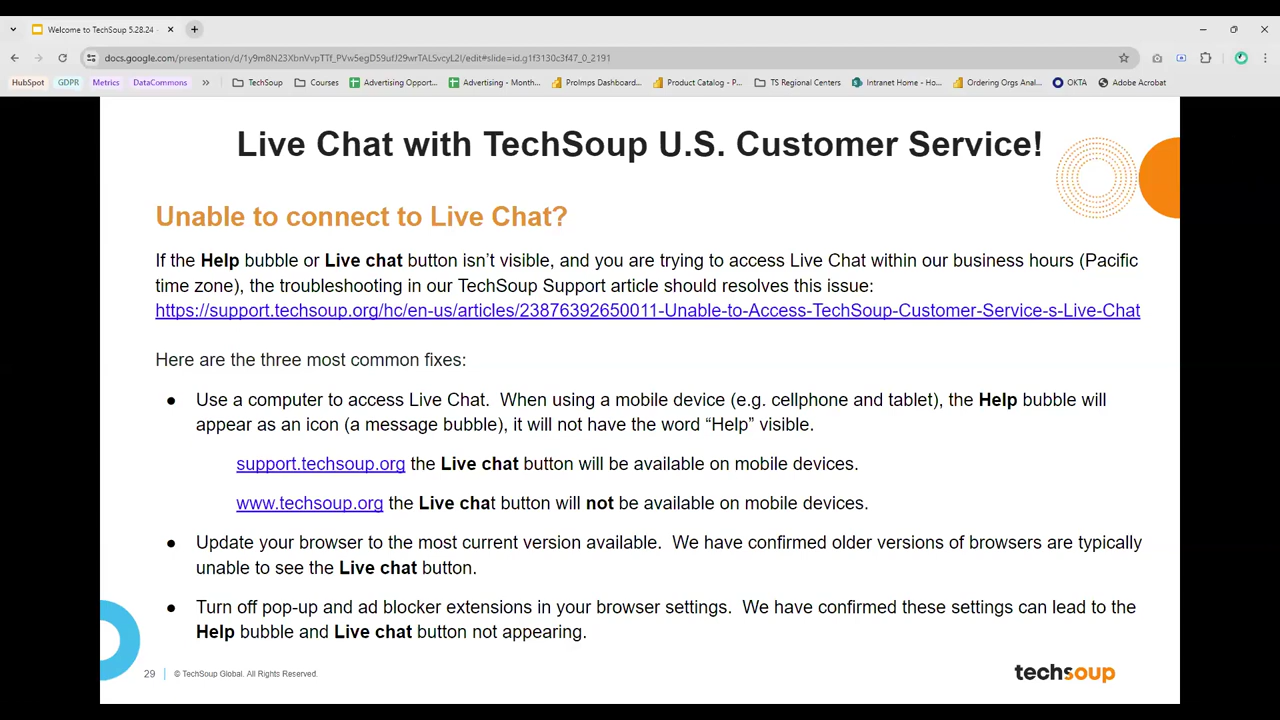 Welcome to TechSoup 5.28.24 -
docs.google.com/presentation/d/1y9m8N23XbnVvpTTf_PVw5egD59ufJ29wrTALSvcyL2I/edit#slide=id.g1f3130c3f47_0_2191
HubSpot GDPR Metrics DataCommons » TechSoup Courses Advertising Opport... Advertising - Month... ProImps Dashboard... Product Catalog - P... TS Regional Centers Intranet Home - Ho... Ordering Orgs Anal... OKTA Adobe Acrobat
Live Chat with TechSoup U.S. Customer Service!
Unable to connect to Live Chat?
If the Help bubble or Live chat button isn’t visible, and you are trying to access Live Chat within our business hours (Pacific
time zone), the troubleshooting in our TechSoup Support article should resolves this issue:
https://support.techsoup.org/hc/en-us/articles/23876392650011-Unable-to-Access-TechSoup-Customer-Service-s-Live-Chat
Here are the three most common fixes:
● Use a computer to access Live Chat. When using a mobile device (e.g. cellphone and tablet), the Help bubble will
appear as an icon (a message bubble), it will not have the word “Help” visible.
support.techsoup.org the Live chat button will be available on mobile devices.
www.techsoup.org the Live chat button will not be available on mobile devices.
● Update your browser to the most current version available. We have confirmed older versions of browsers are typically
unable to see the Live chat button.
● Turn off pop-up and ad blocker extensions in your browser settings. We have confirmed these settings can lead to the
Help bubble and Live chat button not appearing.
29 | © TechSoup Global. All Rights Reserved.
techsoup